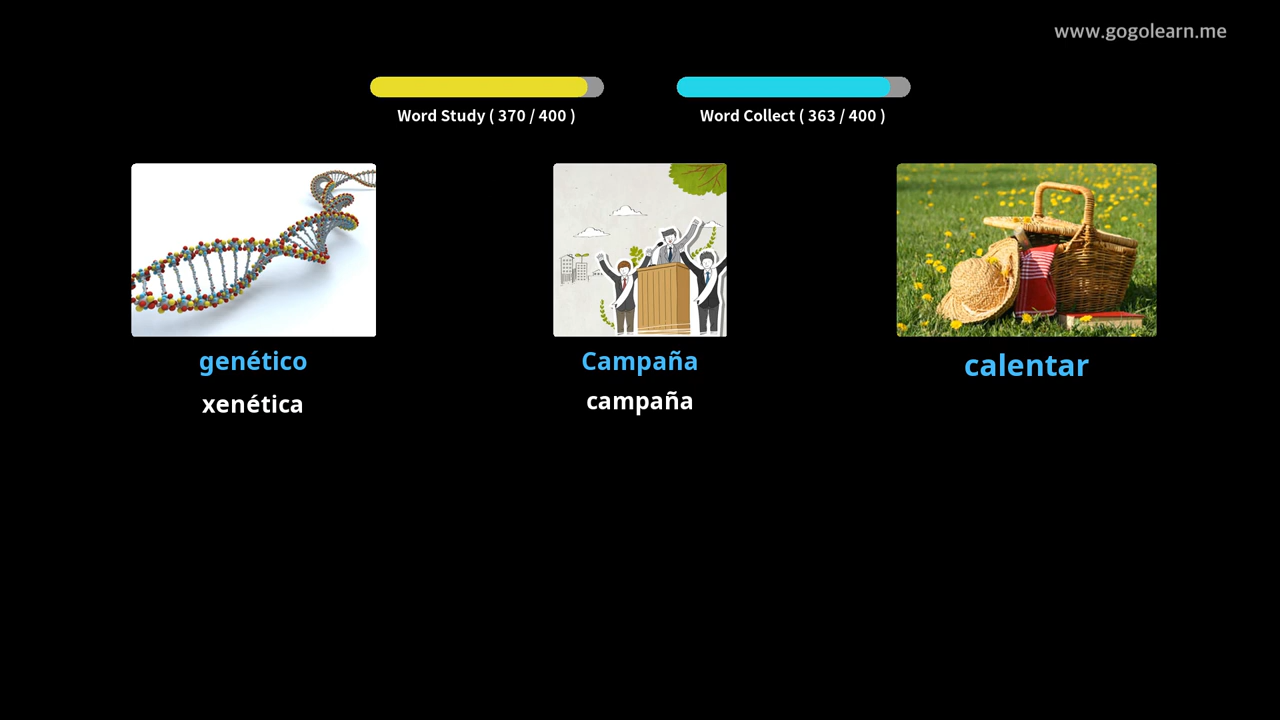 www.gogolearn.me
Word Study ( 370 / 400 )
Word Collect ( 363 / 400 )
genético
xenética
Campaña
campaña
calentar